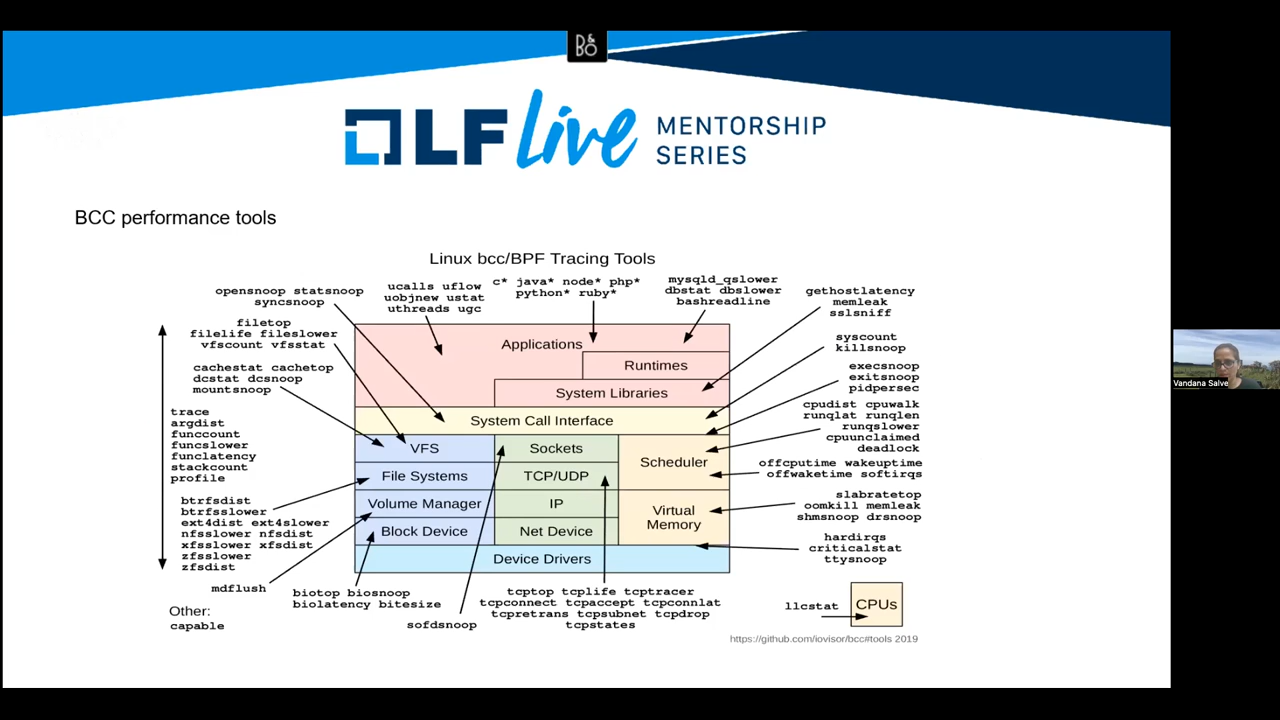 B&O
LF live MENTORSHIP
SERIES
BCC performance tools
Linux bcc/BPF Tracing Tools
opensnoop statsnoop
syncsnoop
ucalls uflow
uobjnew ustat
uthreads ugc
c* java* node* php*
python* ruby*
mysqld_qslower
dbstat dbslower
bashreadline
gethostlatency
memleak
sslsniff
filetop
filelife fileslower
vfscount vfsstat
syscount
killsnoop
cachestat cachetop
dcstat dcsnoop
mountsnoop
execsnoop
exitsnoop
pidpersec
trace
argdist
funccount
funcslower
funclatency
stackcount
profile
cpudist cpuwalk
runqlat runqlen
runqslower
cpuunclaimed
deadlock
offcputime wakeuptime
offwaketime softirqs
btrfsdist
btrfsslower
ext4dist ext4slower
nfsslower nfsdist
xfsslower xfsdist
zfsslower
zfsdist
slabratetop
oomkill memleak
shmsnoop drsnoop
hardirqs
criticalstat
ttysnoop
Applications
Runtimes
System Libraries
System Call Interface
VFS
Sockets
Scheduler
File Systems
TCP/UDP
Volume Manager
IP
Virtual
Memory
Block Device
Net Device
Device Drivers
mdflush
biotop biosnoop
biolatency bitesize
sofdsnoop
tcptop tcplife tcptracer
tcpconnect tcpaccept tcpconnlat
tcpretrans tcpsubnet tcpdrop
tcpstates
Other:
capable
llcstat
CPUs
https://github.com/iovisor/bcc#tools 2019
Vandana Salve